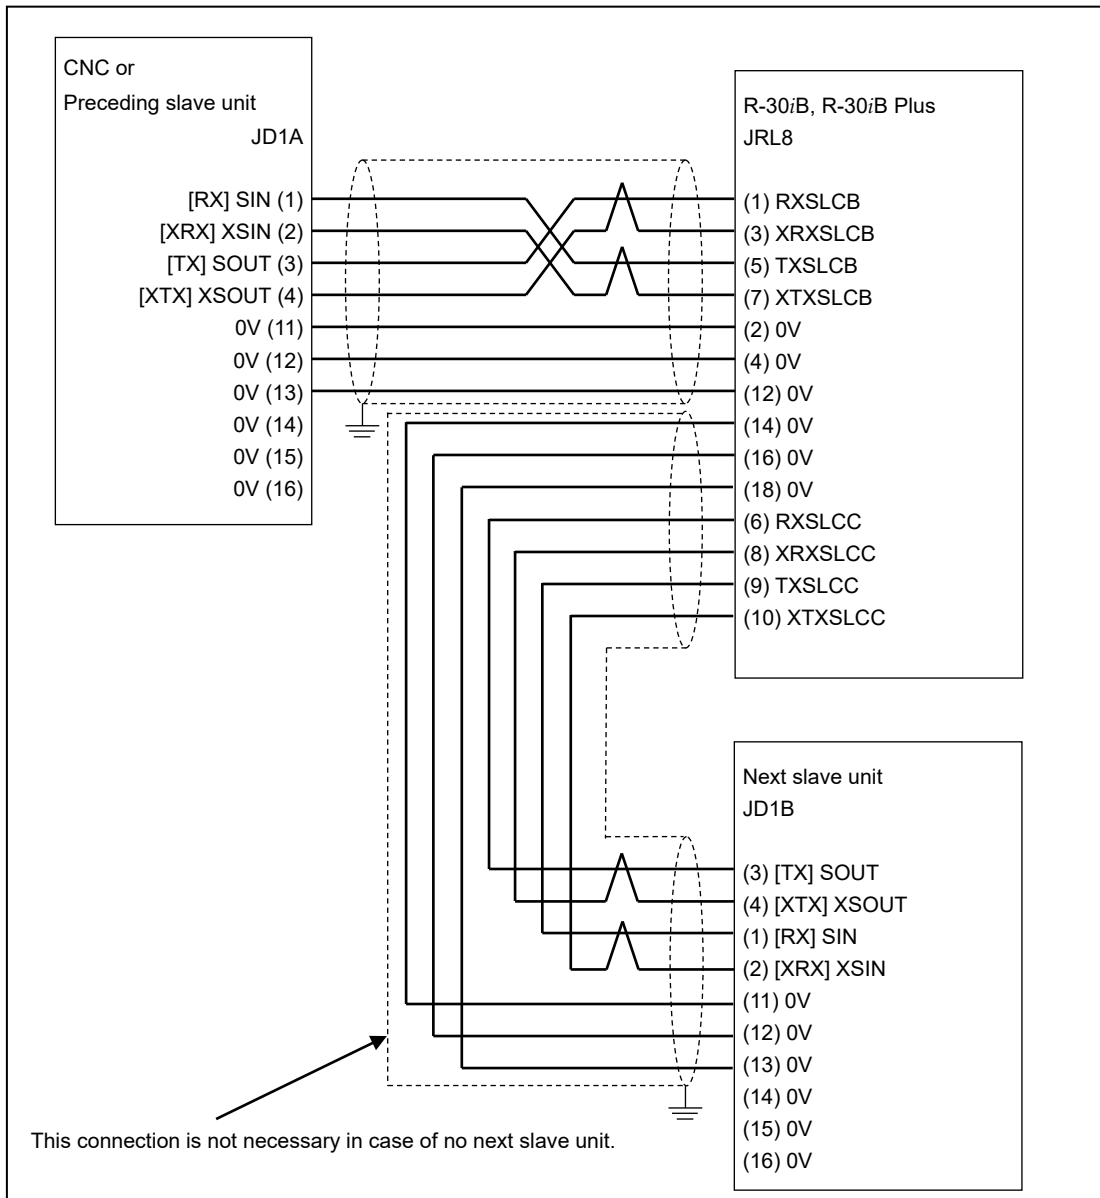 CNC or
Preceding slave unit
JD1A
[RX] SIN (1)
[XRX] XSIN (2)
[TX] SOUT (3)
[XTX] XSOUT (4)
0V (11)
0V (12)
0V (13)
0V (14)
0V (15)
0V (16)
R-30iB, R-30iB Plus
JRL8
(1) RXSLCB
(3) XRXSLCB
(5) TXSLCB
(7) XTXSLCB
(2) 0V
(4) 0V
(12) 0V
(14) 0V
(16) 0V
(18) 0V
(6) RXSLCC
(8) XRXSLCC
(9) TXSLCC
(10) XTXSLCC
Next slave unit
JD1B
(3) [TX] SOUT
(4) [XTX] XSOUT
(1) [RX] SIN
(2) [XRX] XSIN
(11) 0V
(12) 0V
(13) 0V
(14) 0V
(15) 0V
(16) 0V
This connection is not necessary in case of no next slave unit.